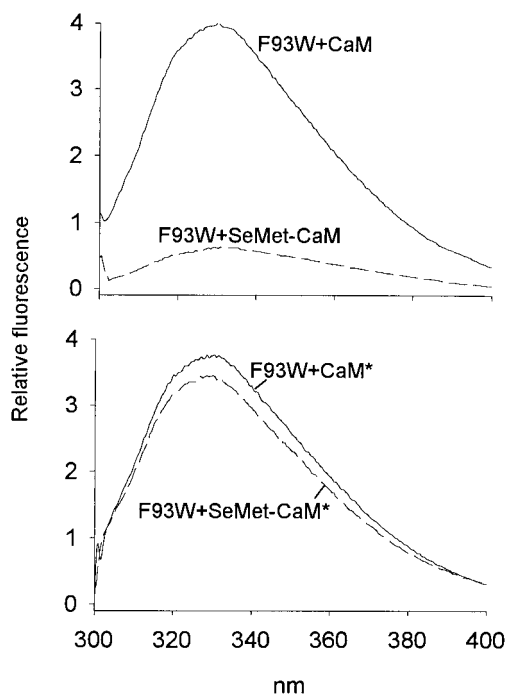 4
F93W+CaM
3
2
1
F93W+SeMet-CaM
0
Relative fluorescence
4
F93W+CaM*
3
2
F93W+SeMet-CaM*
1
0
300 320 340 360 380 400
nm